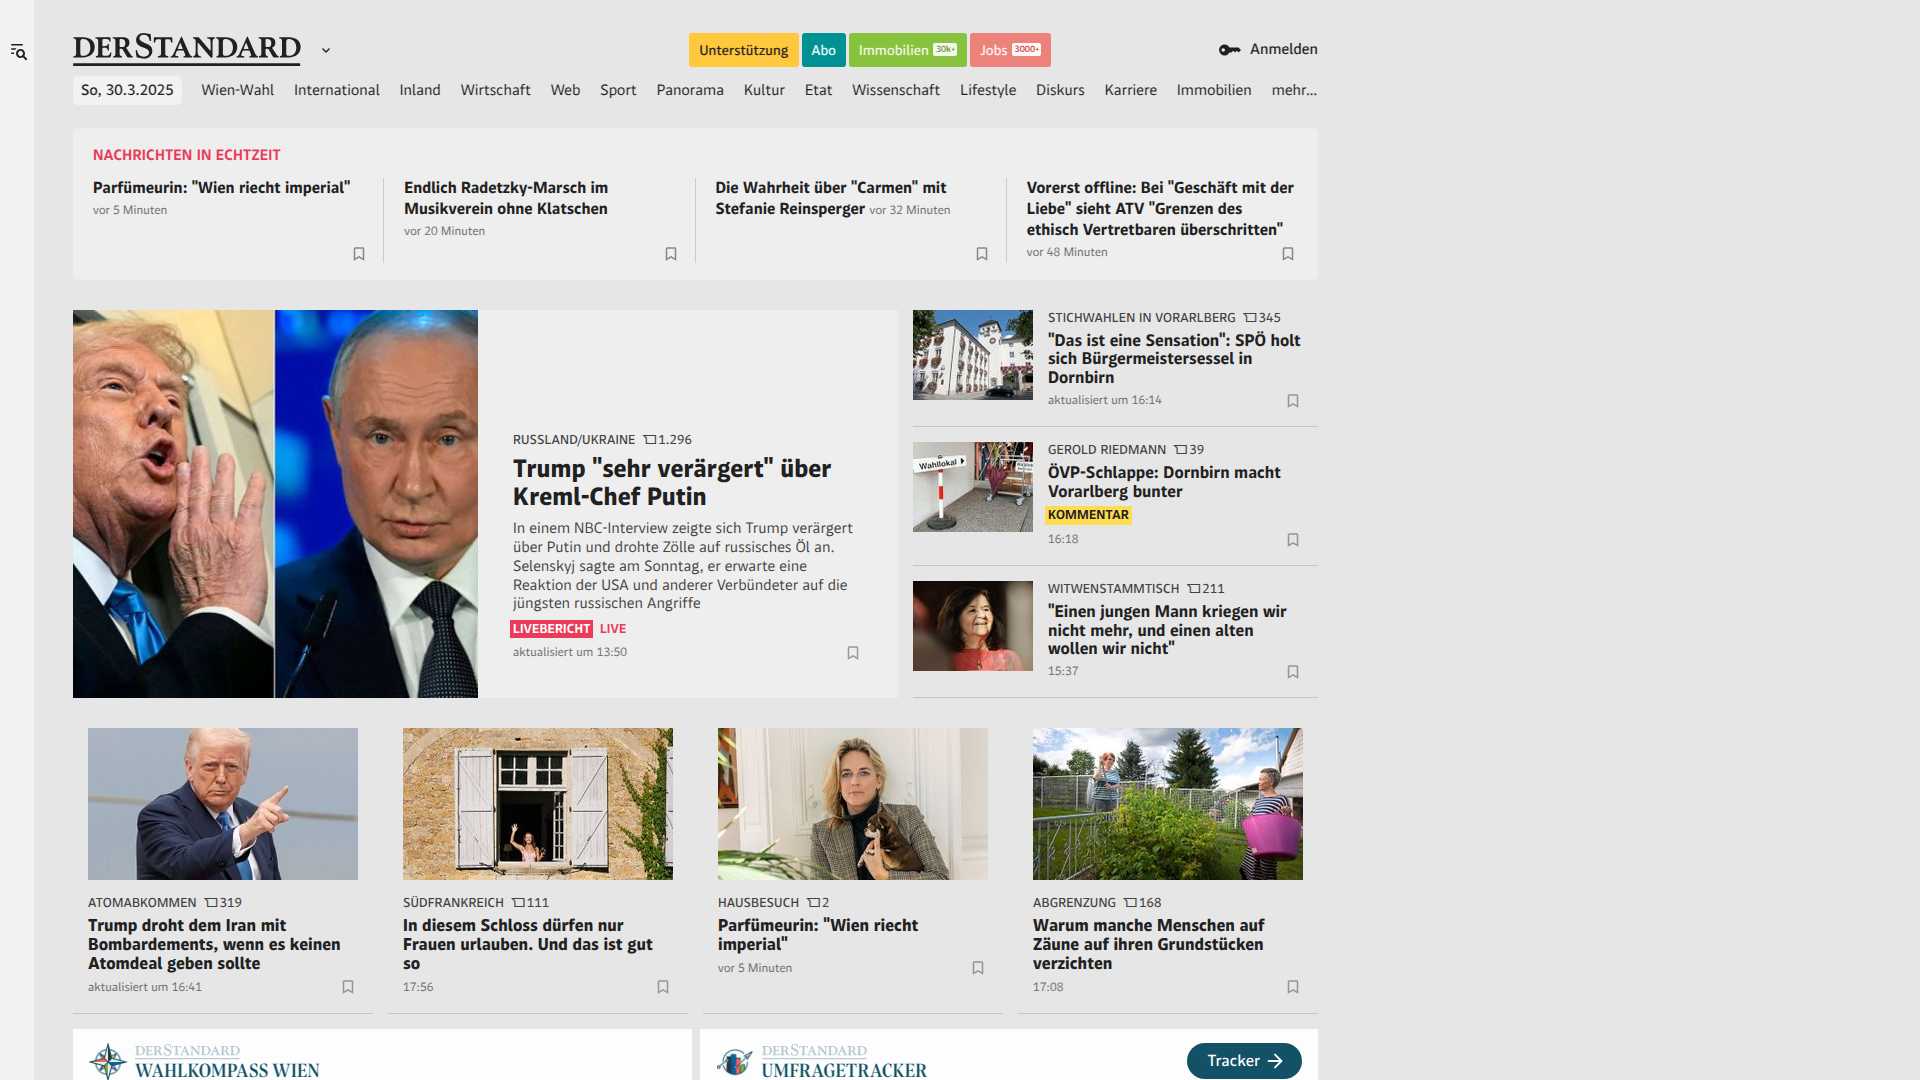 DERSTANDARD
Unterstützung
Abo
Immobilien 30k+
Jobs 3000+
Anmelden
So, 30.3.2025
Wien-Wahl
International
Inland
Wirtschaft
Web
Sport
Panorama
Kultur
Etat
Wissenschaft
Lifestyle
Diskurs
Karriere
Immobilien
mehr...
NACHRICHTEN IN ECHTZEIT
Parfümeurin: "Wien riecht imperial"
vor 5 Minuten
Endlich Radetzky-Marsch im
Musikverein ohne Klatschen
vor 20 Minuten
Die Wahrheit über "Carmen" mit
Stefanie Reinsperger vor 32 Minuten
Vorerst offline: Bei "Geschäft mit der
Liebe" sieht ATV "Grenzen des
ethisch Vertretbaren überschritten"
vor 48 Minuten
RUSSLAND/UKRAINE 1.296
Trump "sehr verärgert" über
Kreml-Chef Putin
In einem NBC-Interview zeigte sich Trump verärgert
über Putin und drohte Zölle auf russisches Öl an.
Selenskyj sagte am Sonntag, er erwarte eine
Reaktion der USA und anderer Verbündeter auf die
jüngsten russischen Angriffe
LIVEBERICHT LIVE
aktualisiert um 13:50
STICHWAHLEN IN VORARLBERG 345
"Das ist eine Sensation": SPÖ holt
sich Bürgermeistersessel in
Dornbirn
aktualisiert um 16:14
Wahllokal
GEROLD RIEDMANN 39
ÖVP-Schlappe: Dornbirn macht
Vorarlberg bunter
KOMMENTAR
16:18
WITWENSTAMMTISCH 211
"Einen jungen Mann kriegen wir
nicht mehr, und einen alten
wollen wir nicht"
15:37
ATOMABKOMMEN 319
Trump droht dem Iran mit
Bombardements, wenn es keinen
Atomdeal geben sollte
aktualisiert um 16:41
SÜDFRANKREICH 111
In diesem Schloss dürfen nur
Frauen urlauben. Und das ist gut
so
17:56
HAUSBESUCH 2
Parfümeurin: "Wien riecht
imperial"
vor 5 Minuten
ABGRENZUNG 168
Warum manche Menschen auf
Zäune auf ihren Grundstücken
verzichten
17:08
DERSTANDARD
WAHLKOMPASS WIEN
DERSTANDARD
UMFRAGETRACKER
Tracker